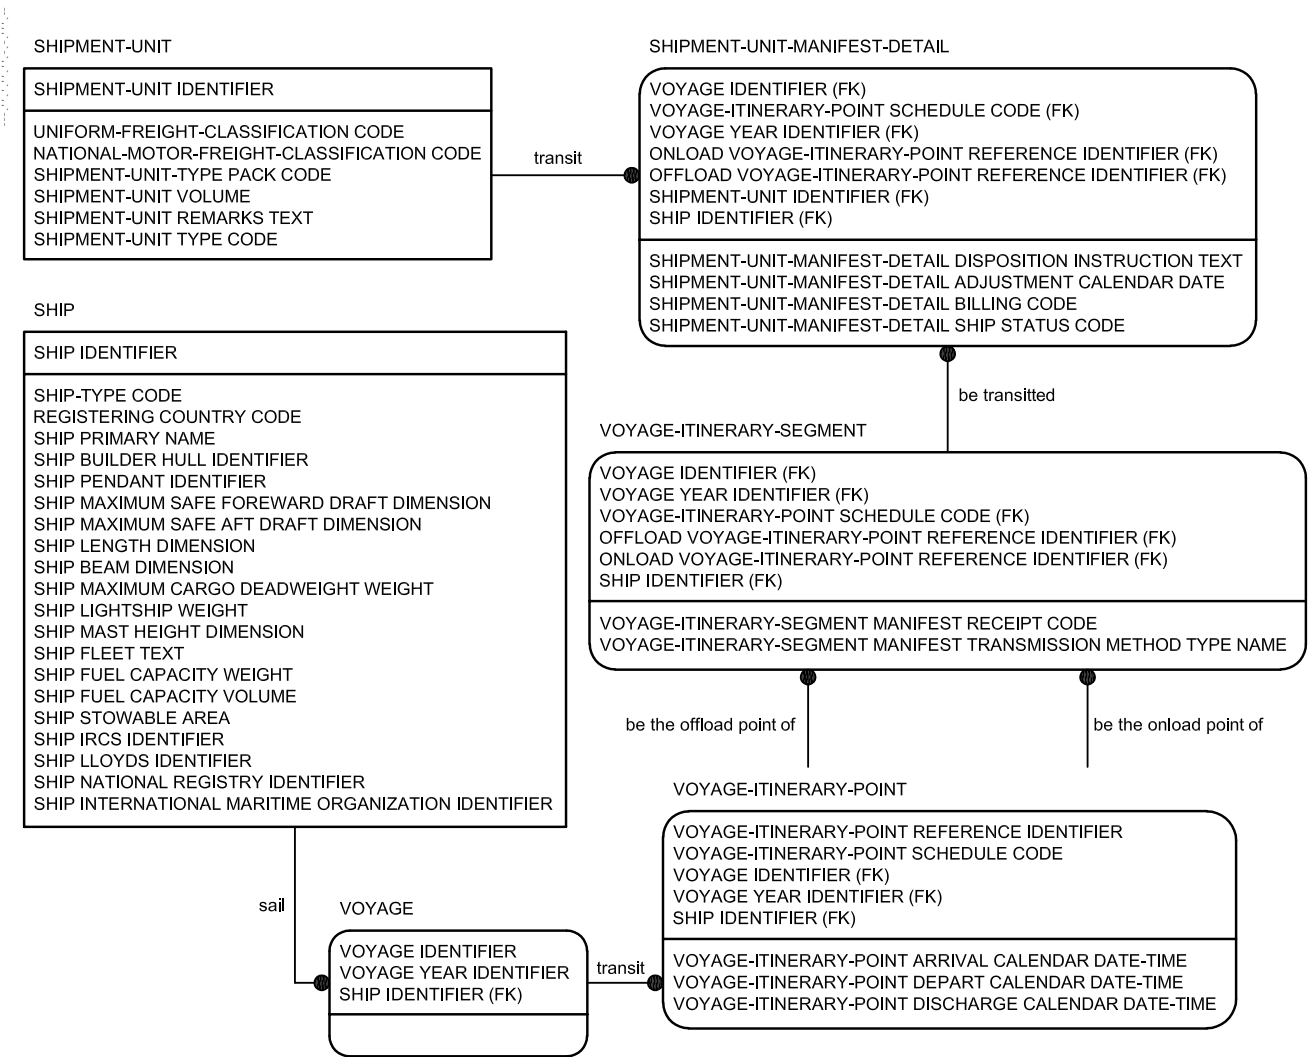 SHIPMENT-UNIT
SHIPMENT-UNIT IDENTIFIER
UNIFORM-FREIGHT-CLASSIFICATION CODE
NATIONAL-MOTOR-FREIGHT-CLASSIFICATION CODE
SHIPMENT-UNIT-TYPE PACK CODE
SHIPMENT-UNIT VOLUME
SHIPMENT-UNIT REMARKS TEXT
SHIPMENT-UNIT TYPE CODE
transit
SHIPMENT-UNIT-MANIFEST-DETAIL
VOYAGE IDENTIFIER (FK)
VOYAGE-ITINERARY-POINT SCHEDULE CODE (FK)
VOYAGE YEAR IDENTIFIER (FK)
ONLOAD VOYAGE-ITINERARY-POINT REFERENCE IDENTIFIER (FK)
OFFLOAD VOYAGE-ITINERARY-POINT REFERENCE IDENTIFIER (FK)
SHIPMENT-UNIT IDENTIFIER (FK)
SHIP IDENTIFIER (FK)
SHIPMENT-UNIT-MANIFEST-DETAIL DISPOSITION INSTRUCTION TEXT
SHIPMENT-UNIT-MANIFEST-DETAIL ADJUSTMENT CALENDAR DATE
SHIPMENT-UNIT-MANIFEST-DETAIL BILLING CODE
SHIPMENT-UNIT-MANIFEST-DETAIL SHIP STATUS CODE
SHIP
SHIP IDENTIFIER
SHIP-TYPE CODE
REGISTERING COUNTRY CODE
SHIP PRIMARY NAME
SHIP BUILDER HULL IDENTIFIER
SHIP PENDANT IDENTIFIER
SHIP MAXIMUM SAFE FOREWARD DRAFT DIMENSION
SHIP MAXIMUM SAFE AFT DRAFT DIMENSION
SHIP LENGTH DIMENSION
SHIP BEAM DIMENSION
SHIP MAXIMUM CARGO DEADWEIGHT WEIGHT
SHIP LIGHTSHIP WEIGHT
SHIP MAST HEIGHT DIMENSION
SHIP FLEET TEXT
SHIP FUEL CAPACITY WEIGHT
SHIP FUEL CAPACITY VOLUME
SHIP STOWABLE AREA
SHIP IRCS IDENTIFIER
SHIP LLOYDS IDENTIFIER
SHIP NATIONAL REGISTRY IDENTIFIER
SHIP INTERNATIONAL MARITIME ORGANIZATION IDENTIFIER
be transitted
VOYAGE-ITINERARY-SEGMENT
VOYAGE IDENTIFIER (FK)
VOYAGE YEAR IDENTIFIER (FK)
VOYAGE-ITINERARY-POINT SCHEDULE CODE (FK)
OFFLOAD VOYAGE-ITINERARY-POINT REFERENCE IDENTIFIER (FK)
ONLOAD VOYAGE-ITINERARY-POINT REFERENCE IDENTIFIER (FK)
SHIP IDENTIFIER (FK)
VOYAGE-ITINERARY-SEGMENT MANIFEST RECEIPT CODE
VOYAGE-ITINERARY-SEGMENT MANIFEST TRANSMISSION METHOD TYPE NAME
be the offload point of
be the onload point of
sail
VOYAGE
VOYAGE IDENTIFIER
VOYAGE YEAR IDENTIFIER
SHIP IDENTIFIER (FK)
transit
VOYAGE-ITINERARY-POINT
VOYAGE-ITINERARY-POINT REFERENCE IDENTIFIER
VOYAGE-ITINERARY-POINT SCHEDULE CODE
VOYAGE IDENTIFIER (FK)
VOYAGE YEAR IDENTIFIER (FK)
SHIP IDENTIFIER (FK)
VOYAGE-ITINERARY-POINT ARRIVAL CALENDAR DATE-TIME
VOYAGE-ITINERARY-POINT DEPART CALENDAR DATE-TIME
VOYAGE-ITINERARY-POINT DISCHARGE CALENDAR DATE-TIME